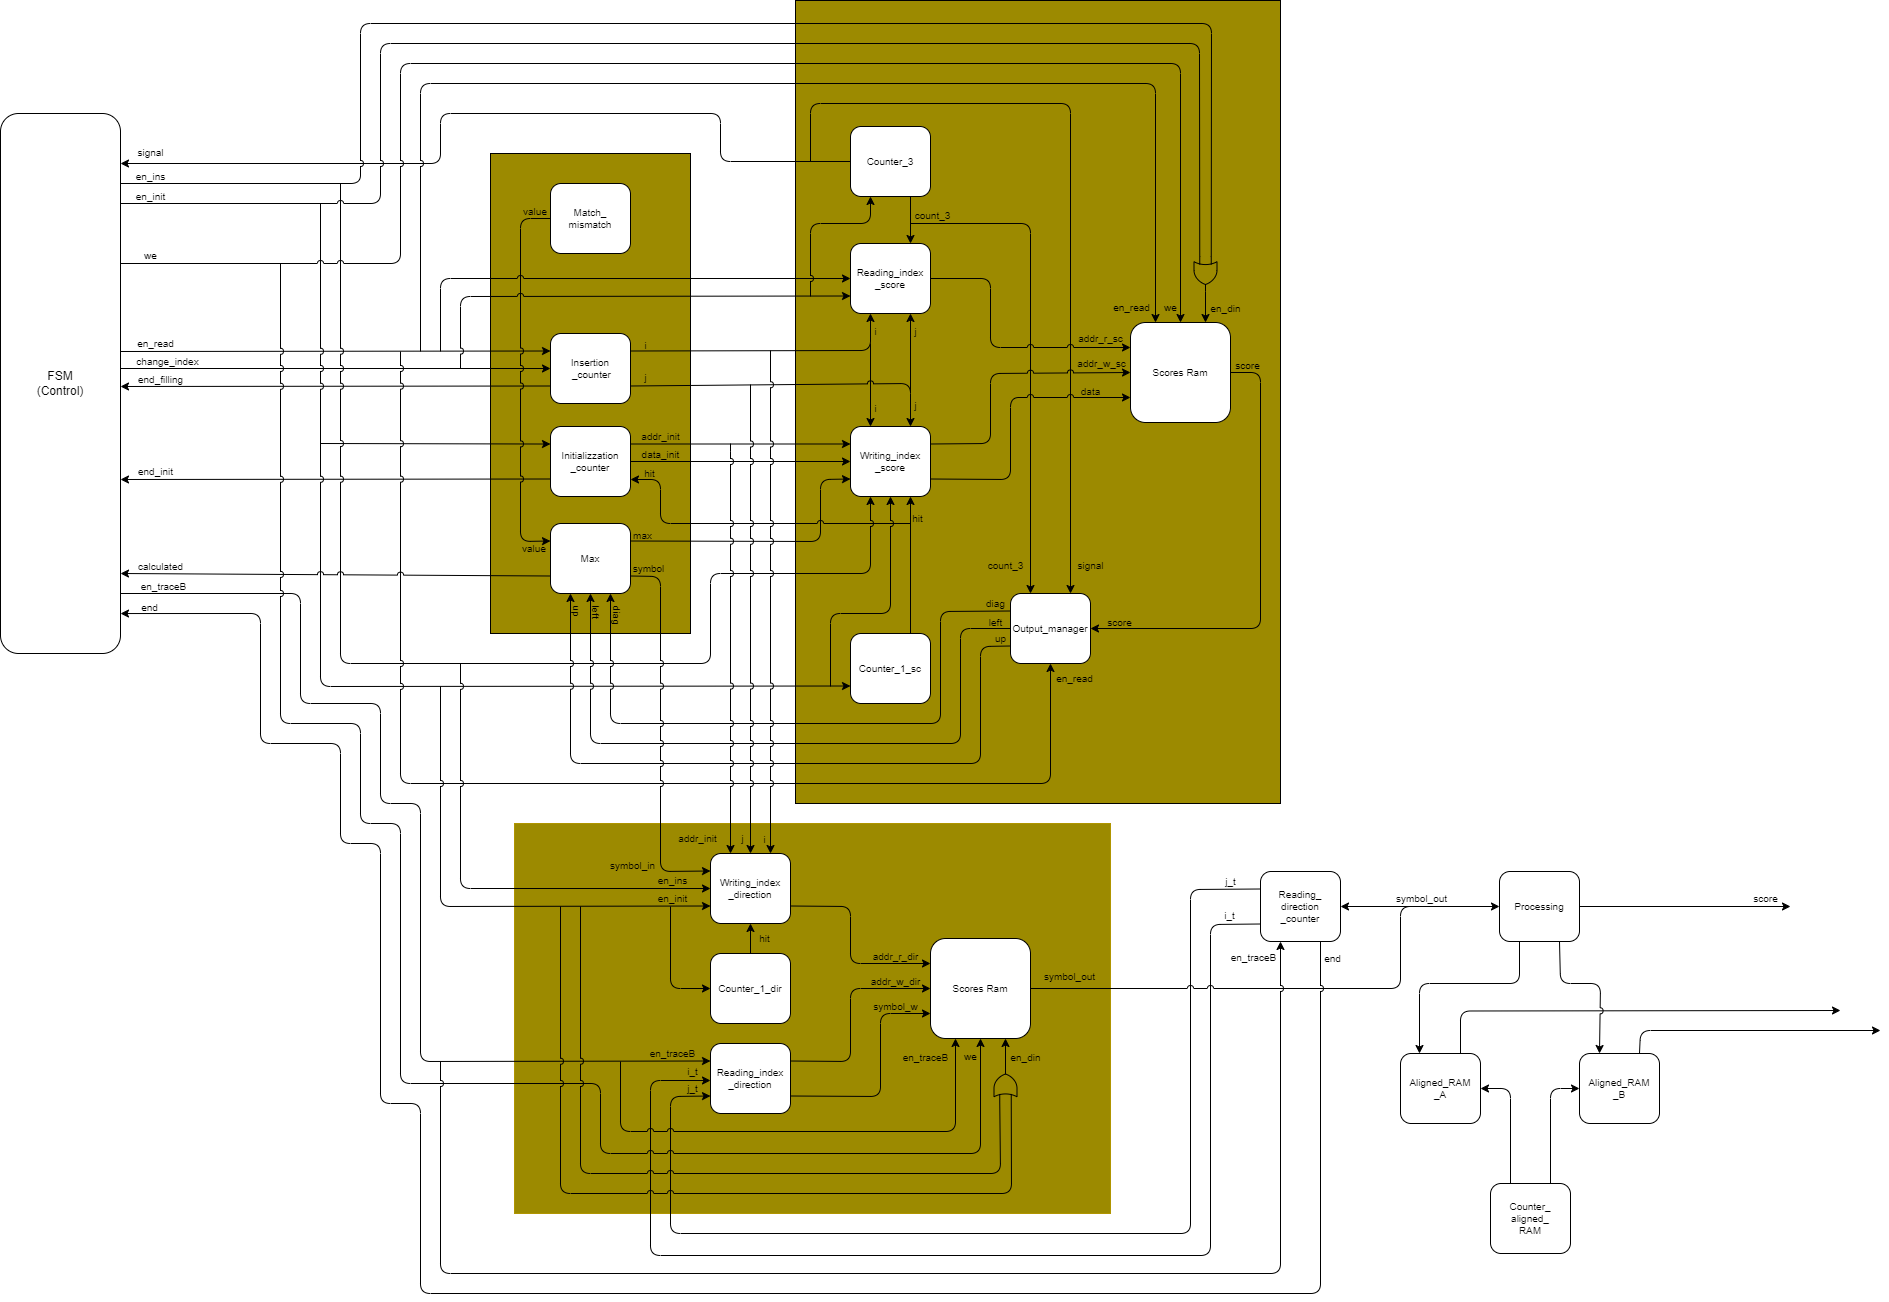 signal
en_ins
en_init
we
en_read
change_index
end_filling
end_init
calculated
en_traceB
end
FSM
(Control)
value
Match_
mismatch
Insertion
_counter
i
j
Initializzation
_counter
addr_init
data_init
hit
Max
value
max
symbol
up
left
diag
Counter_3
count_3
Reading_index
_score
i
j
i
j
Writing_index
_score
hit
Counter_1_sc
en_read
we
en_din
addr_r_sc
addr_w_sc
data
Scores Ram
score
count_3
signal
diag
left
up
Output_manager
score
en_read
addr_init
j
i
symbol_in
en_ins
en_init
Writing_index
_direction
hit
Counter_1_dir
en_traceB
i_t
j_t
Reading_index
_direction
addr_r_dir
addr_w_dir
symbol_w
Scores Ram
symbol_out
en_traceB
we
en_din
j_t
i_t
Reading_
direction
_counter
en_traceB
end
symbol_out
Processing
score
Aligned_RAM
_A
Aligned_RAM
_B
Counter_
aligned_
RAM